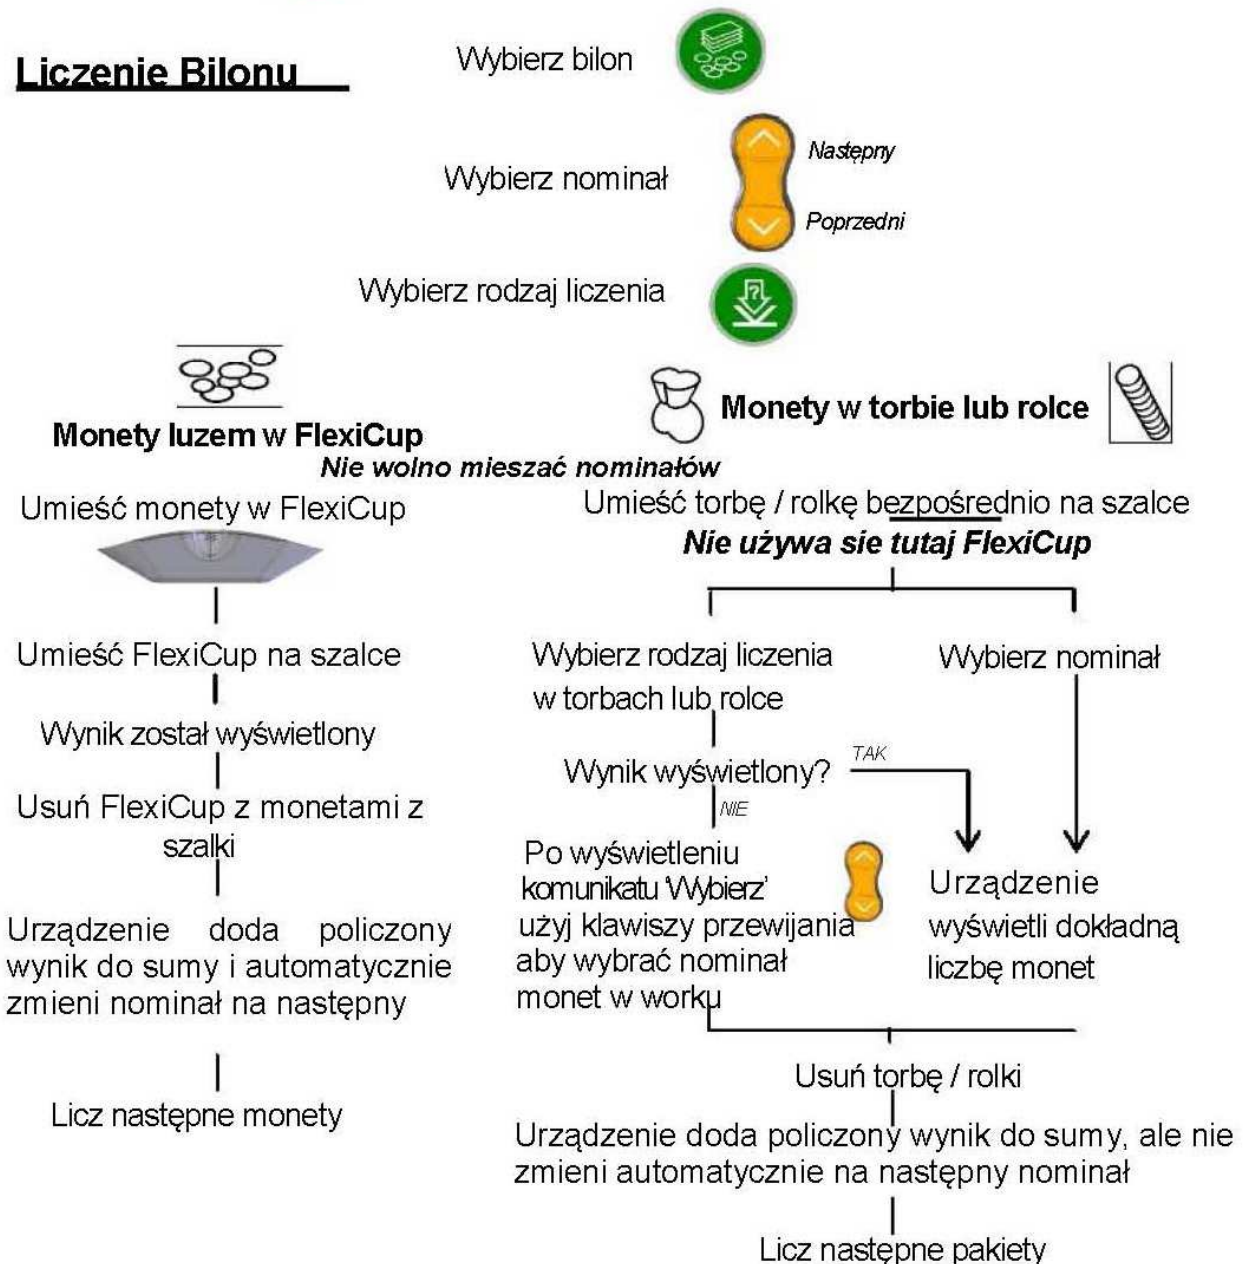 Liczenie Bilonu
Wybierz bilon
Wybierz nominał
Następny
Poprzedni
Wybierz rodzaj liczenia
Monety luzem w FlexiCup
Monety w torbie lub rolce
Nie wolno mieszać nominałów
Umieść monety w FlexiCup
Umieść FlexiCup na szalce
Wynik został wyświetlony
Usuń FlexiCup z monetami z
szalki
Urządzenie doda policzony
wynik do sumy i automatycznie
zmieni nominał na następny
Licz następne monety
Umieść torbę / rolkę bezpośrednio na szalce
Nie używa sie tutaj FlexiCup
Wybierz rodzaj liczenia
w torbach lub rolce
Wybierz nominał
Wynik wyświetlony?
TAK
NIE
Po wyświetleniu
komunikatu 'Wybierz'
użyj klawiszy przewijania
aby wybrać nominał
monet w worku
Urządzenie
wyświetli dokładną
liczbę monet
Usuń torbę / rolki
Urządzenie doda policzony wynik do sumy, ale nie
zmieni automatycznie na następny nominał
Licz następne pakiety